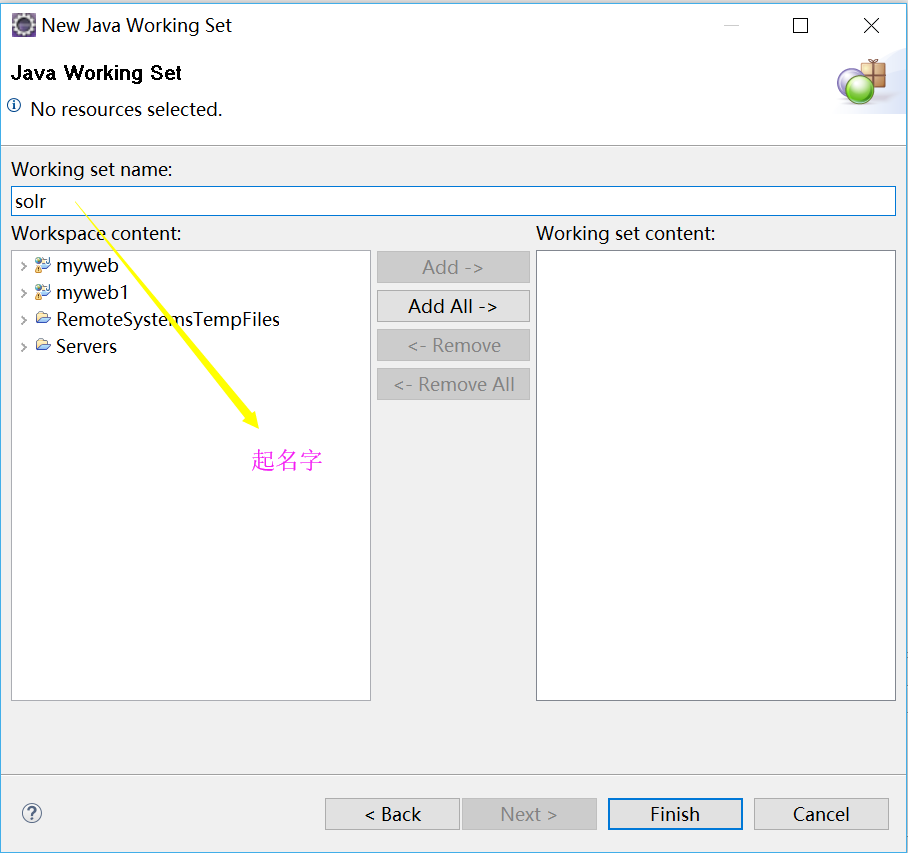 New Java Working Set
Java Working Set
No resources selected.
Working set name:
solr
Workspace content:
Working set content:
myweb
myweb1
RemoteSystemsTempFiles
Servers
Add ->
Add All ->
<- Remove
<- Remove All
起名字
< Back
Next >
Finish
Cancel